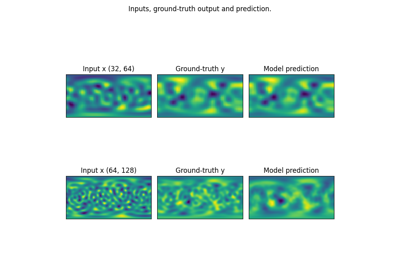 Inputs, ground-truth output and prediction.
Input x (32, 64) Ground-truth y Model prediction
Input x (64, 128) Ground-truth y Model prediction